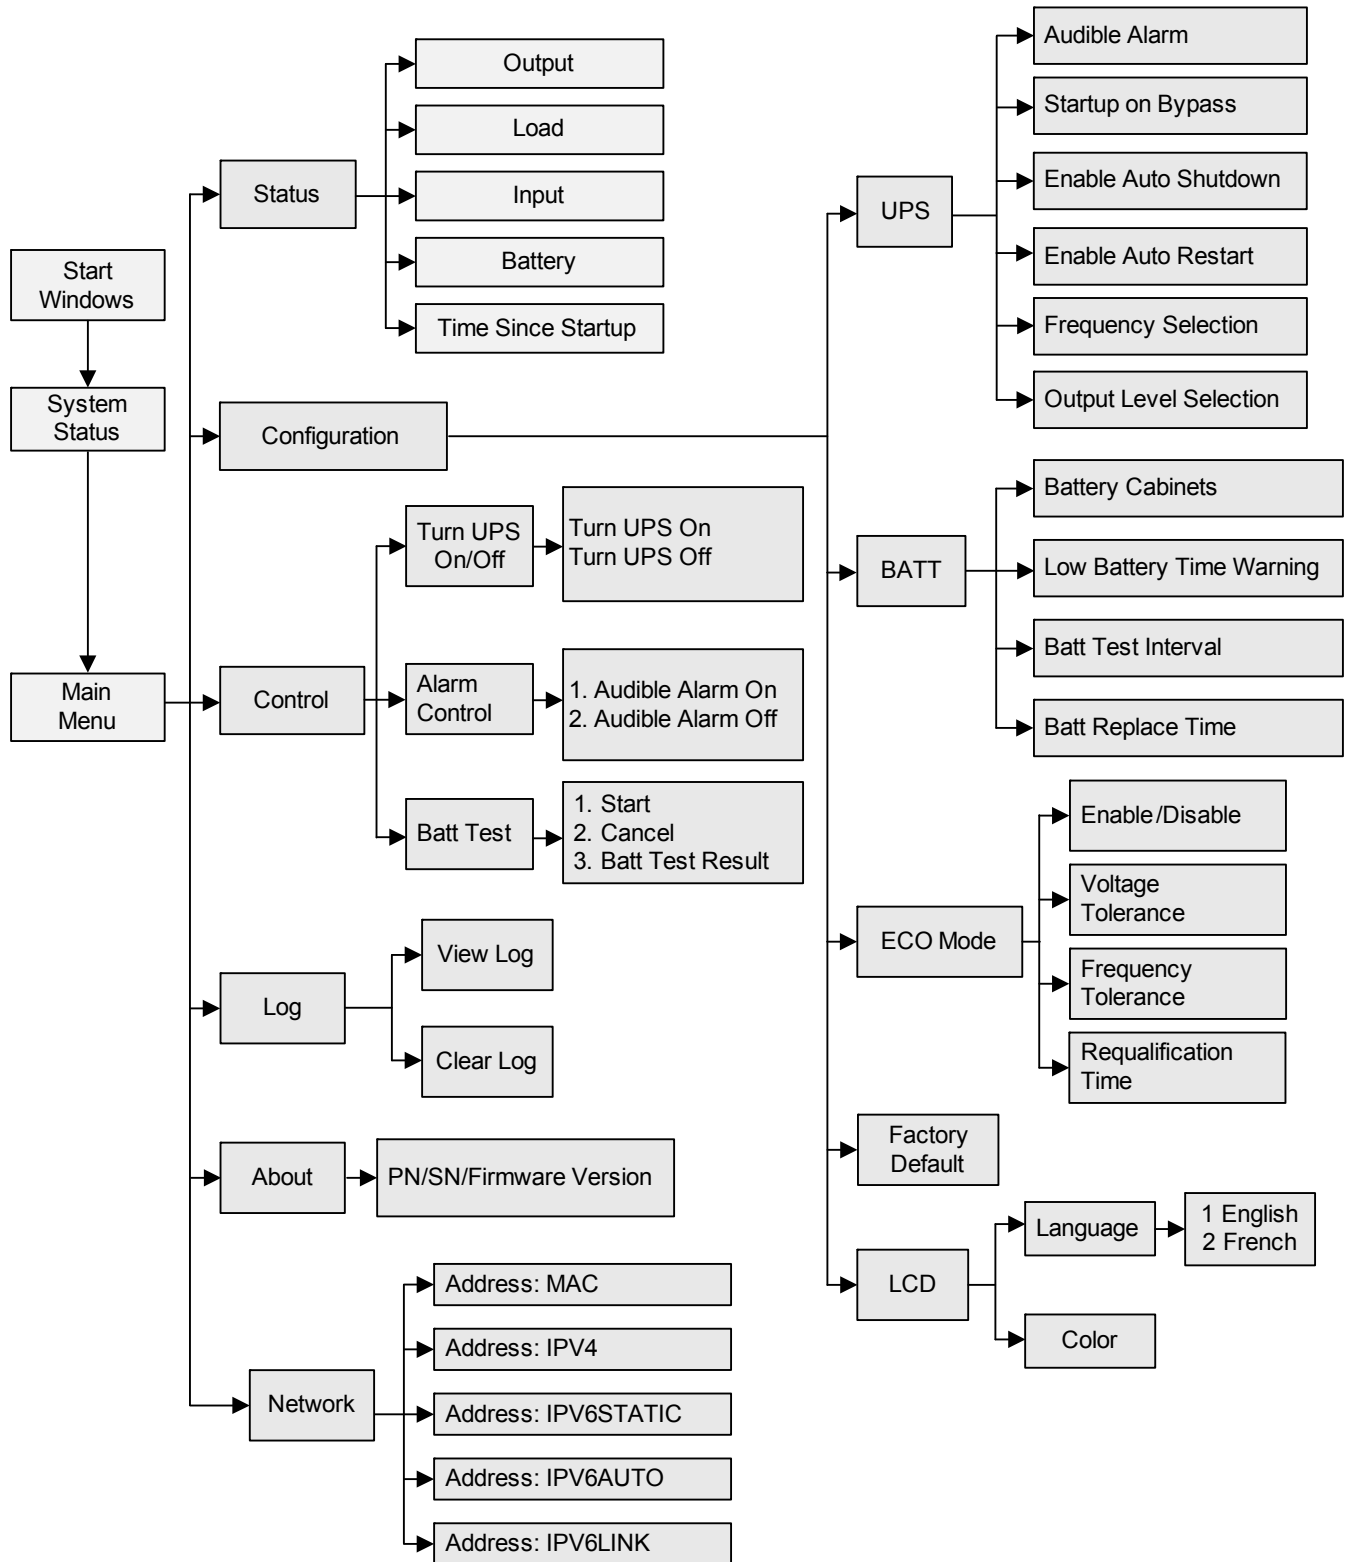 Start
Windows
System
Status
Main
Menu
Status
Output
Load
Input
Battery
Time Since Startup
Configuration
Control
Turn UPS
On/Off
Turn UPS On
Turn UPS Off
Alarm
Control
1. Audible Alarm On
2. Audible Alarm Off
Batt Test
1. Start
2. Cancel
3. Batt Test Result
Log
View Log
Clear Log
About
PN/SN/Firmware Version
Network
Address: MAC
Address: IPV4
Address: IPV6STATIC
Address: IPV6AUTO
Address: IPV6LINK
UPS
Audible Alarm
Startup on Bypass
Enable Auto Shutdown
Enable Auto Restart
Frequency Selection
Output Level Selection
BATT
Battery Cabinets
Low Battery Time Warning
Batt Test Interval
Batt Replace Time
ECO Mode
Enable/Disable
Voltage
Tolerance
Frequency
Tolerance
Requalification
Time
Factory
Default
LCD
Language
1 English
2 French
Color